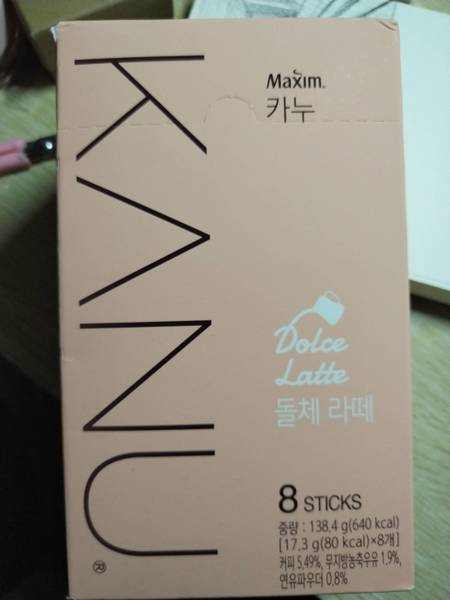 KANU®
Maxim.
카누
Dolce
Latte
돌체 라떼
8 STICKS
중량 : 138.4 g(640 kcal)
[17.3 g(80 kcal)×8개]
커피 5.49%, 무지방농축우유 1.9%,
연유파우더 0.8%